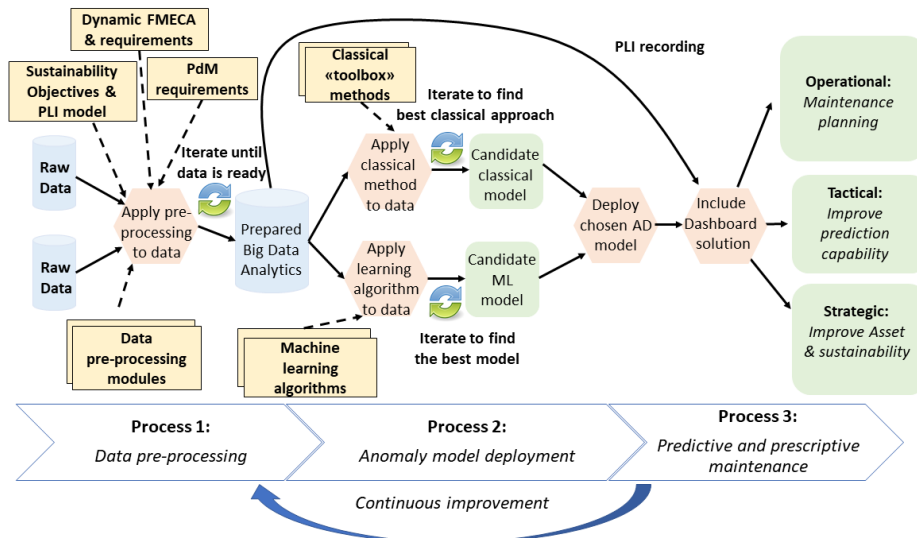 Dynamic FMECA
& requirements
Sustainability
Objectives &
PLI model
PdM
requirements
Raw
Data
Raw
Data
Apply pre-
processing
to data
Iterate until
data is ready
Prepared
Big Data
Analytics
Data
pre-processing
modules
Classical
«toolbox»
methods
Iterate to find
best classical approach
Apply
classical
method to
data
Candidate
classical
model
Apply
learning
algorithm
to data
Candidate
ML
model
Iterate to find
the best model
Machine
learning
algorithms
Deploy
chosen AD
model
PLI recording
Include
Dashboard
solution
Operational:
Maintenance
planning
Tactical:
Improve
prediction
capability
Strategic:
Improve Asset
& sustainability
Process 1:
Data pre-processing
Process 2:
Anomaly model deployment
Process 3:
Predictive and prescriptive
maintenance
Continuous improvement